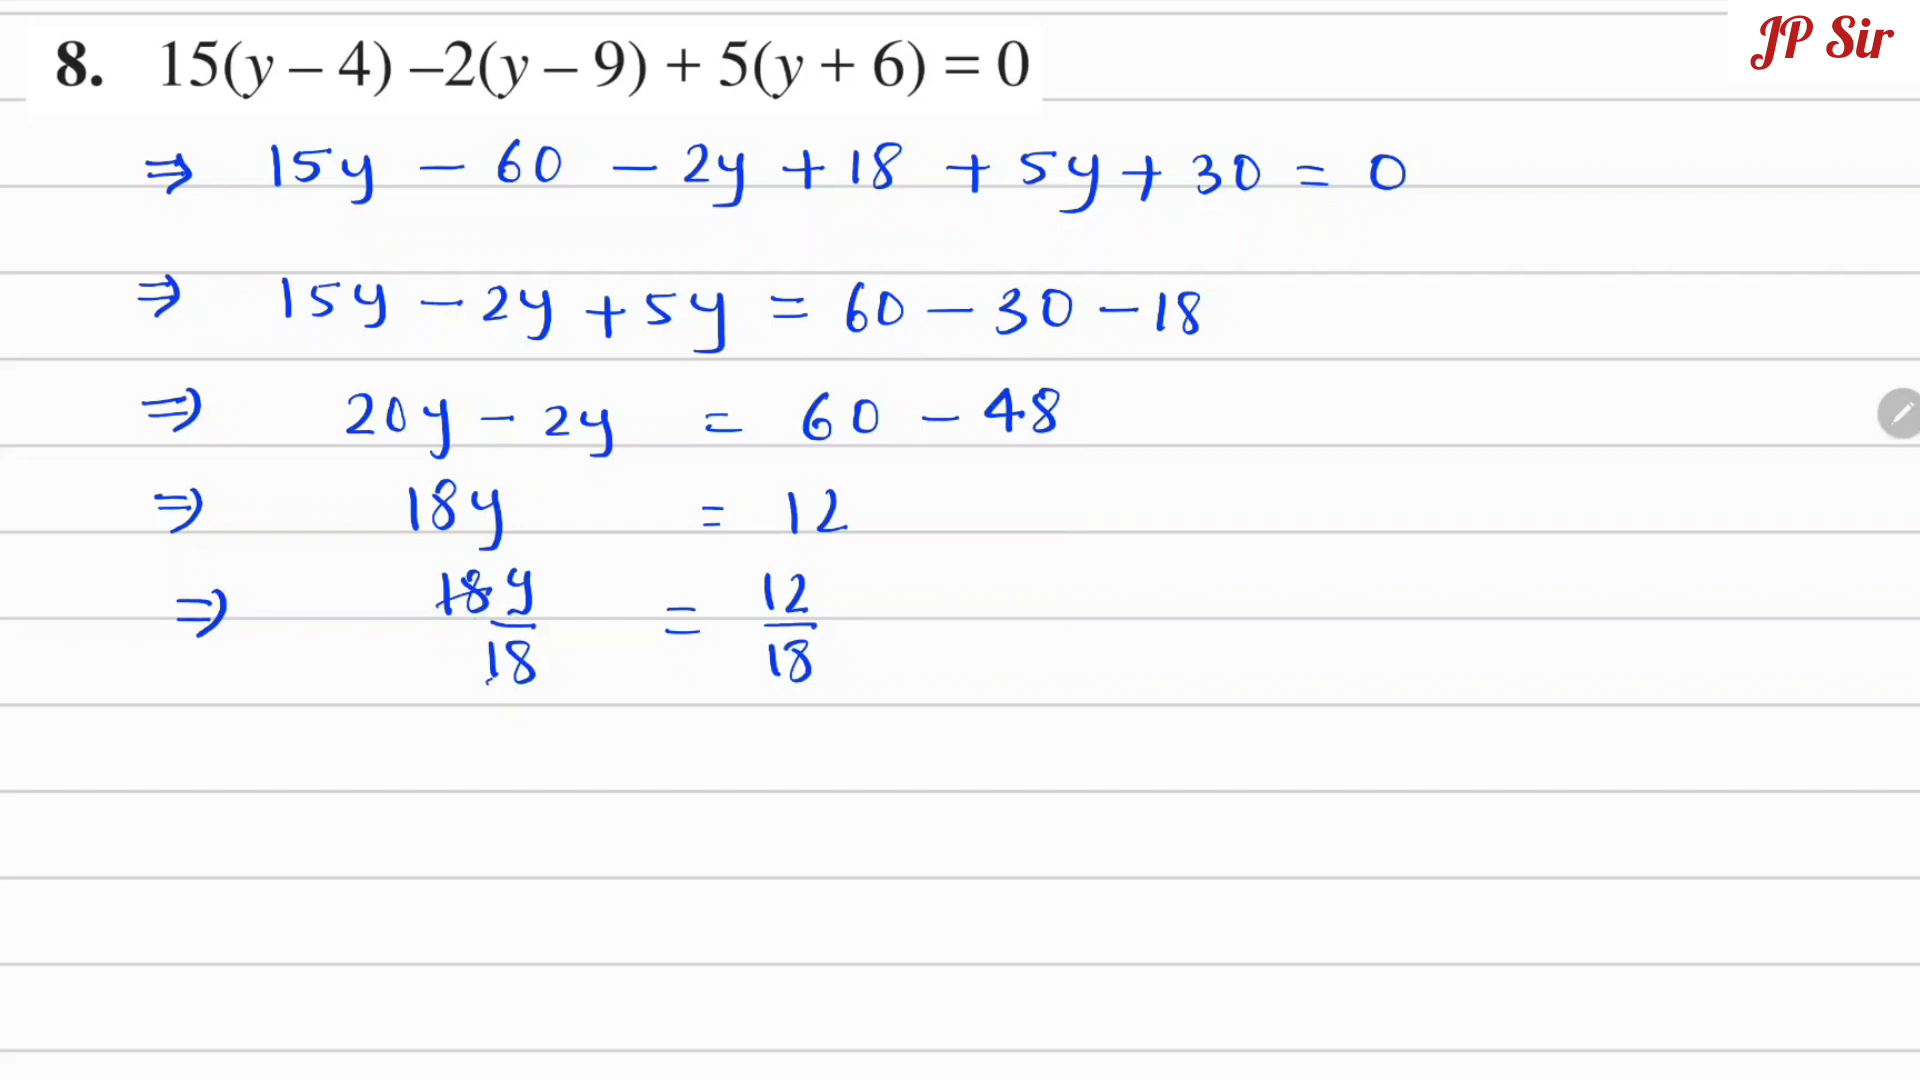 JP Sir
8. 15(y – 4) –2(y – 9) + 5(y + 6) = 0
⇒ 15y – 60 – 2y + 18 + 5y + 30 = 0
⇒ 15y – 2y + 5y = 60 – 30 – 18
⇒ 20y – 2y = 60 – 48
⇒ 18y = 12
⇒ 18y/18 = 12/18